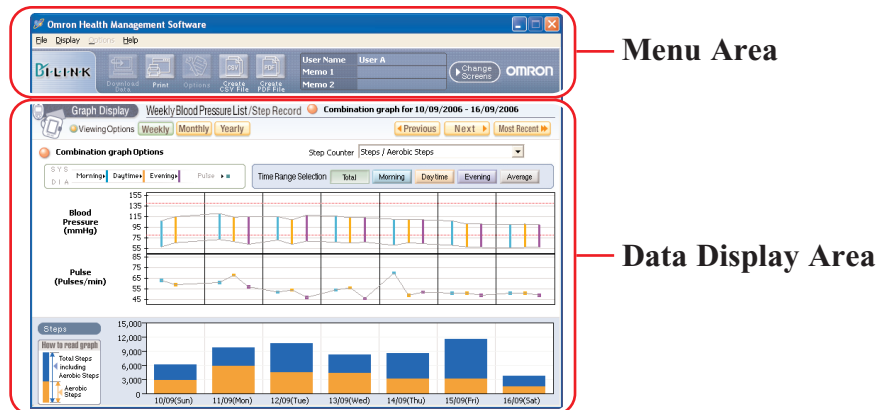 Omron Health Management Software
File Display Options Help
BI-LINK
Download Data
Print
Options
Create CSV File
CSV
Create PDF File
PDF
User Name User A
Memo 1
Memo 2
Change Screens
OMRON
Menu Area
Graph Display Weekly Blood Pressure List/Step Record Combination graph for 10/09/2006 - 16/09/2006
Viewing Options Weekly Monthly Yearly Previous Next Most Recent
Combination graph Options Step Counter Steps / Aerobic Steps
SYS
DIA
Morning Daytime Evening Pulse
Time Range Selection Total Morning Daytime Evening Average
Blood
Pressure
(mmHg)
155
135
115
95
75
55
Data Display Area
Pulse
(Pulses/min)
85
75
65
55
45
Steps
How to read graph
Total Steps
including
Aerobic Steps
Aerobic
Steps
15,000
12,000
9,000
6,000
3,000
0
10/09(Sun) 11/09(Mon) 12/09(Tue) 13/09(Wed) 14/09(Thu) 15/09(Fri) 16/09(Sat)